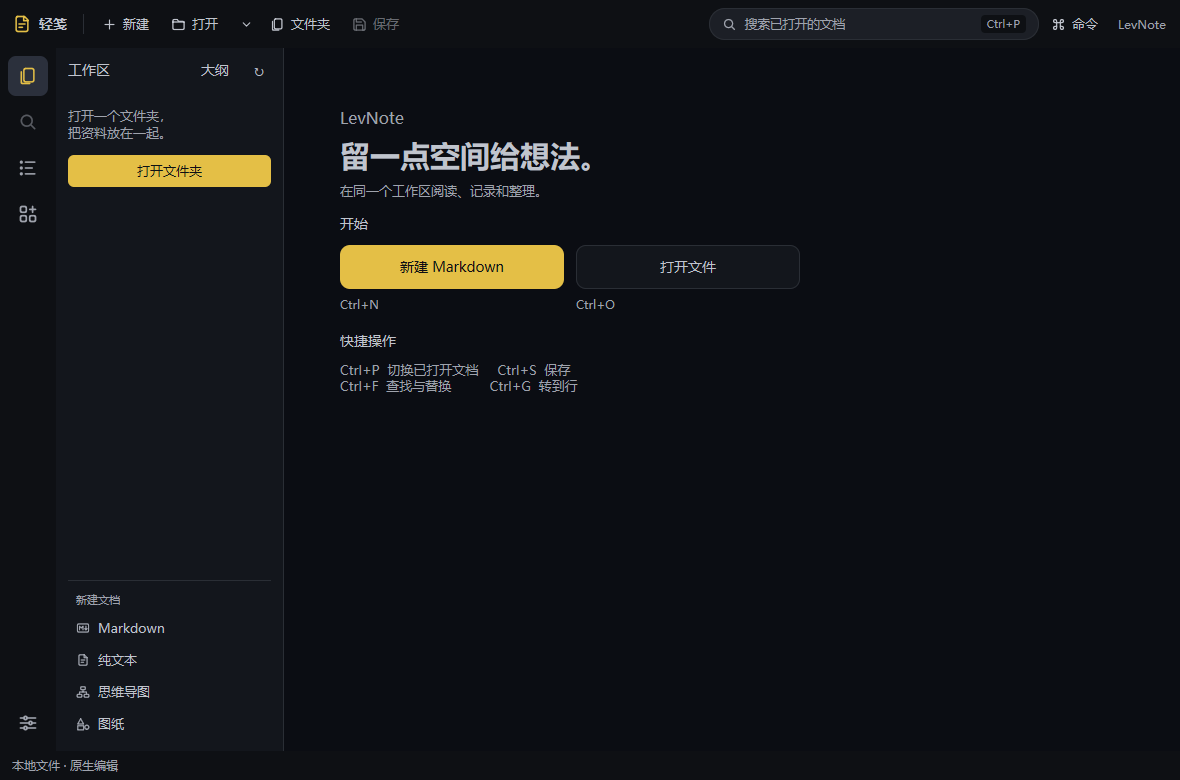 轻笺
新建 打开 文件夹 保存
搜索已打开的文档 Ctrl+P
命令
LevNote
工作区 大纲
打开一个文件夹，
把资料放在一起。
打开文件夹
新建文档
Markdown
纯文本
思维导图
图纸
LevNote
留一点空间给想法。
在同一个工作区阅读、记录和整理。
开始
新建 Markdown 打开文件
Ctrl+N Ctrl+O
快捷操作
Ctrl+P 切换已打开文档 Ctrl+S 保存
Ctrl+F 查找与替换 Ctrl+G 转到行
本地文件 · 原生编辑